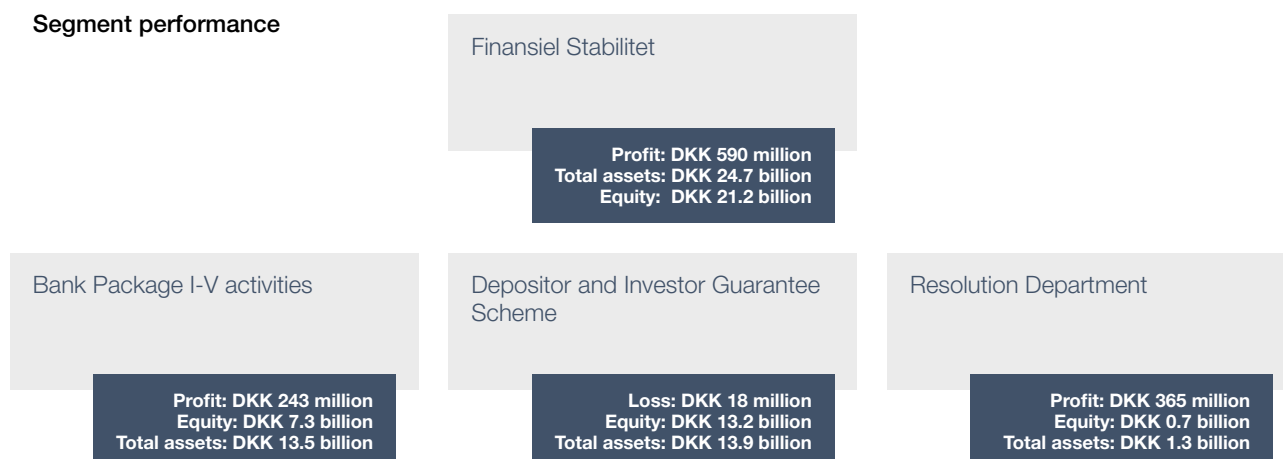 Segment performance
Finansiel Stabilitet
Profit: DKK 590 million
Total assets: DKK 24.7 billion
Equity:  DKK 21.2 billion
Bank Package I-V activities
Profit: DKK 243 million
Equity: DKK 7.3 billion
Total assets: DKK 13.5 billion
Depositor and Investor Guarantee
Scheme
Loss: DKK 18 million
Equity: DKK 13.2 billion
Total assets: DKK 13.9 billion
Resolution Department
Profit: DKK 365 million
Equity: DKK 0.7 billion
Total assets: DKK 1.3 billion